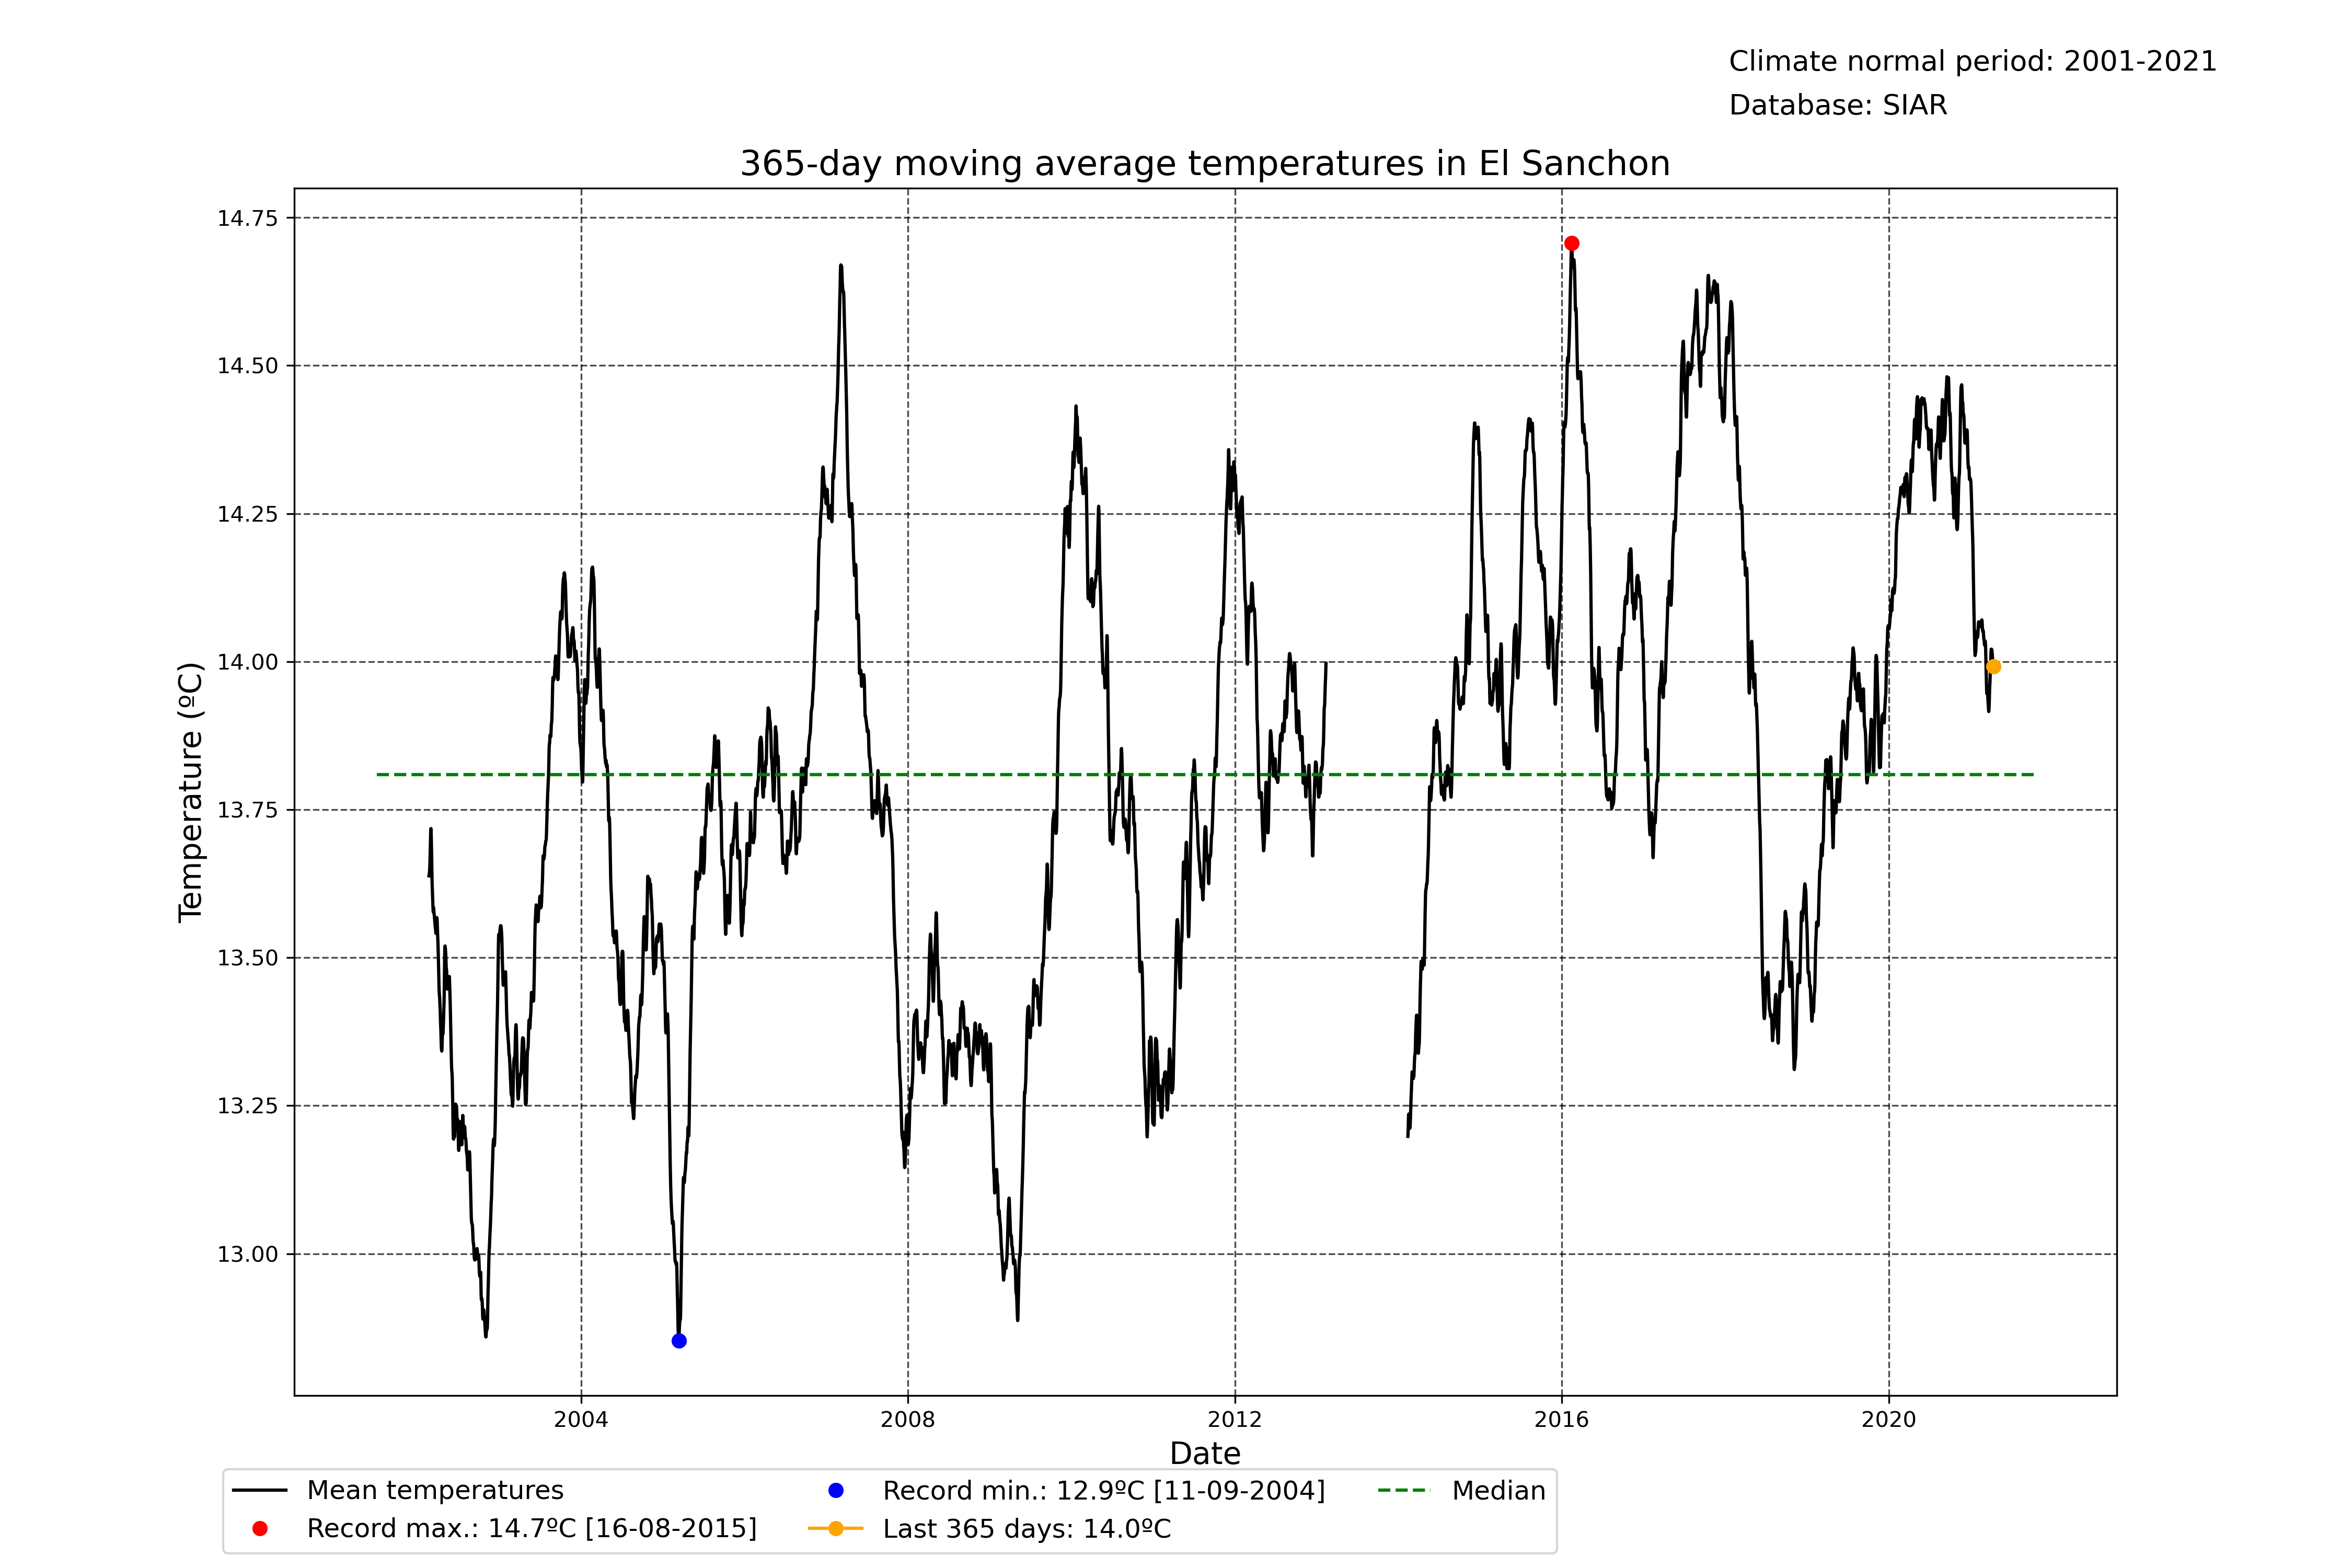 Climate normal period: 2001-2021
Database: SIAR
365-day moving average temperatures in El Sanchon
14.75
14.50
14.25
14.00
13.75
13.50
13.25
13.00
Temperature (ºC)
2004
2008
2012
2016
2020
Date
Mean temperatures
Record max.: 14.7ºC [16-08-2015]
Record min.: 12.9ºC [11-09-2004]
Last 365 days: 14.0ºC
Median